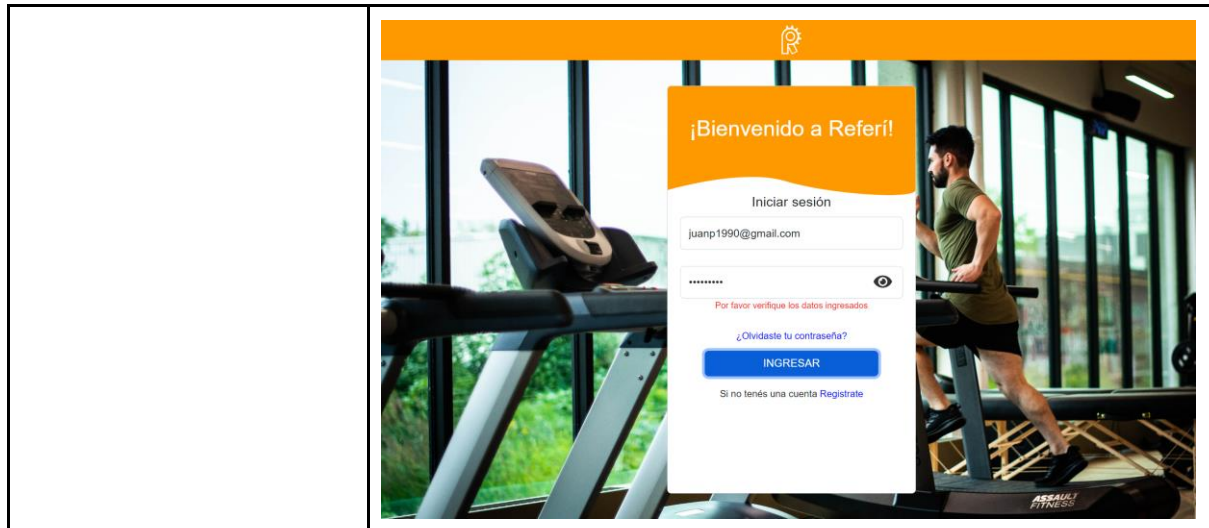 ¡Bienvenido a Referí!
Iniciar sesión
juanp1990@gmail.com
•••••••••
Por favor verifique los datos ingresados
¿Olvidaste tu contraseña?
INGRESAR
Si no tenés una cuenta Registrate
ASSAULT
FITNESS